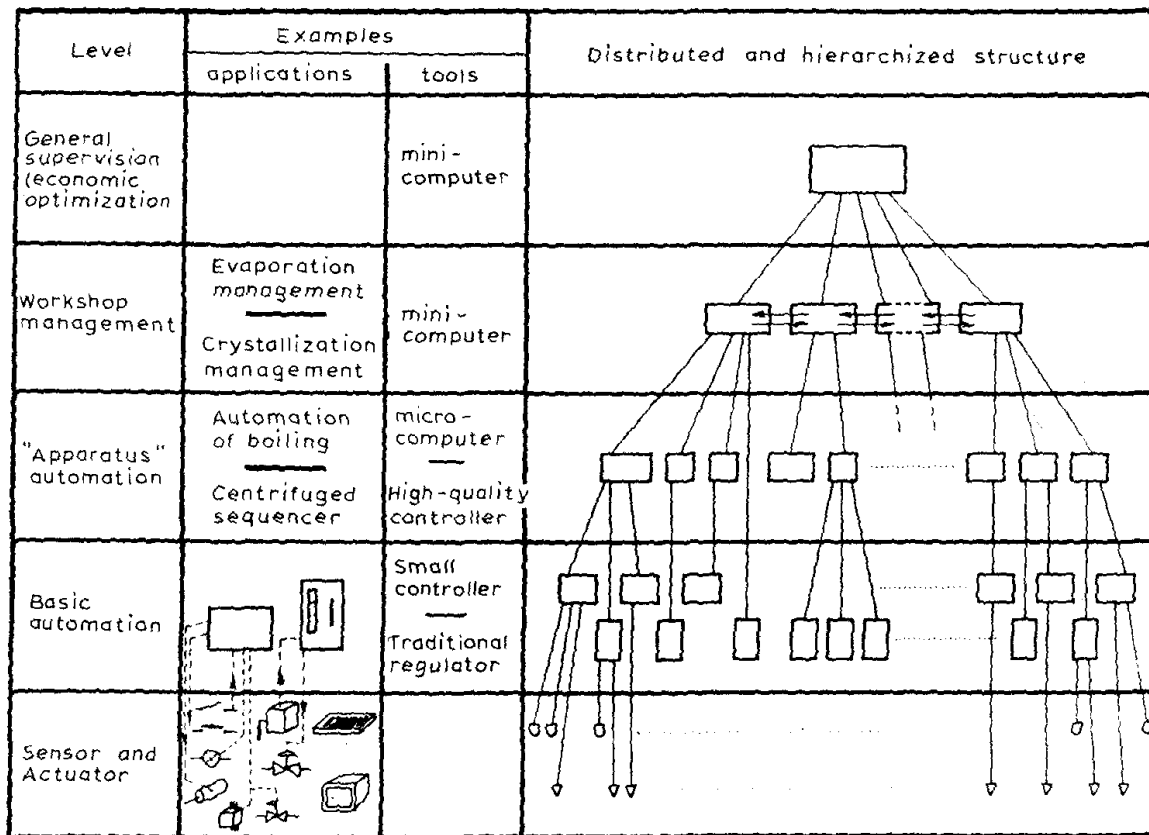 Level
Examples
applications
tools
Distributed and hierarchized structure
General
supervision
(economic
optimization
mini-
computer
Workshop
management
Evaporation
management
Crystallization
management
mini-
computer
"Apparatus"
automation
Automation
of boiling
Centrifuged
sequencer
micro-
computer
High-quality
controller
Basic
automation
Small
controller
Traditional
regulator
Sensor and
Actuator